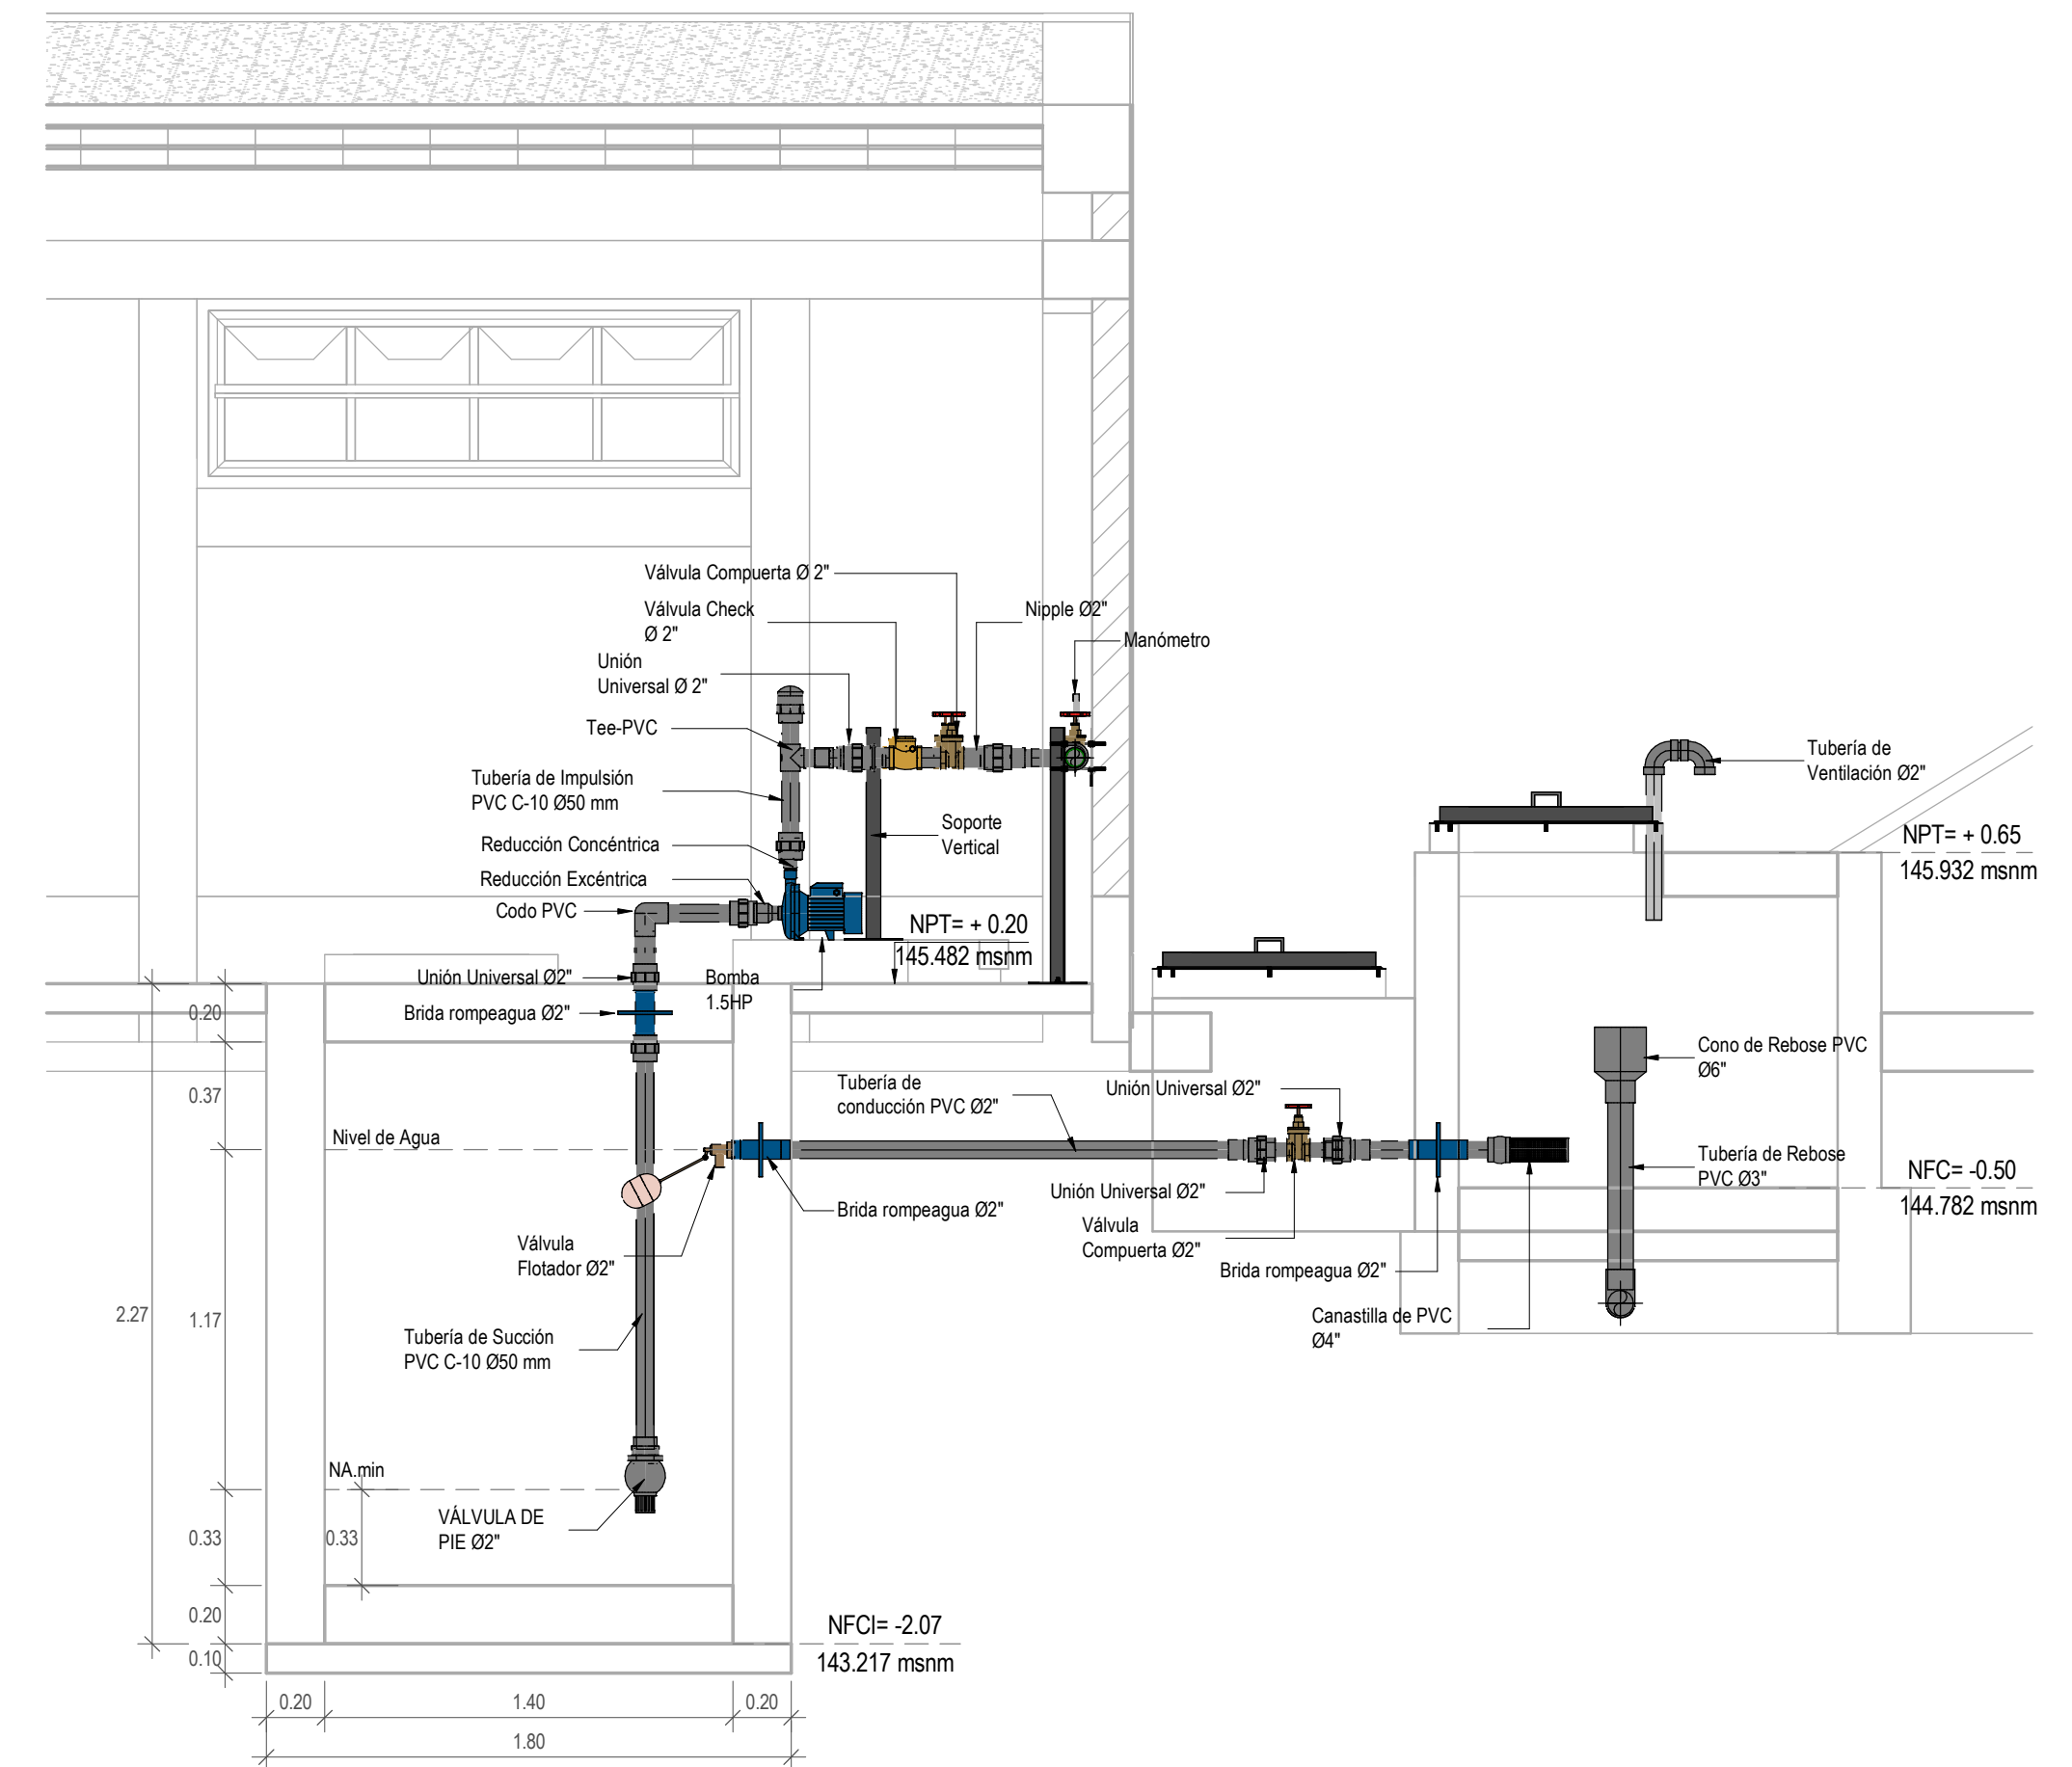 Válvula Compuerta Ø 2"
Válvula Check
Ø 2"
Nipple Ø2"
Manómetro
Unión
Universal Ø 2"
Tee-PVC
Tubería de Impulsión
PVC C-10 Ø50 mm
Soporte
Vertical
Reducción Concéntrica
Reducción Excéntrica
Codo PVC
NPT= + 0.20
145.482 msnm
Unión Universal Ø2"
Bomba
1.5HP
Brida rompeagua Ø2"
Tubería de
Ventilación Ø2"
NPT= + 0.65
145.932 msnm
Cono de Rebose PVC
Ø6"
Tubería de
conducción PVC Ø2"
Unión Universal Ø2"
Nivel de Agua
Tubería de Rebose
PVC Ø3"
NFC= -0.50
144.782 msnm
Unión Universal Ø2"
Brida rompeagua Ø2"
Válvula
Compuerta Ø2"
Válvula
Flotador Ø2"
Brida rompeagua Ø2"
Canastilla de PVC
Ø4"
Tubería de Succión
PVC C-10 Ø50 mm
NA.min
VÁLVULA DE
PIE Ø2"
NFCI= -2.07
143.217 msnm
0.20
0.37
2.27
1.17
0.33
0.33
0.20
0.10
0.20
1.40
0.20
1.80